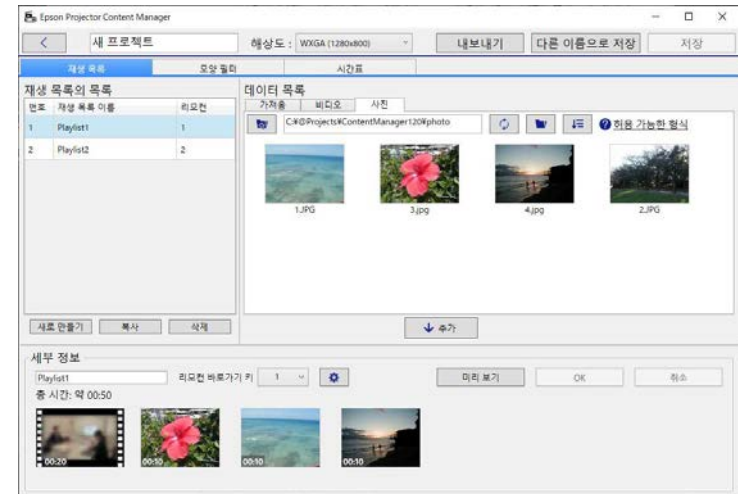 Epson Projector Content Manager
새 프로젝트 해상도 : WXGA (1280x800) 내보내기 다른 이름으로 저장 저장
재생 목록 모양 필터 시간표
재생 목록의 목록
번호 재생 목록 이름 리모컨
1 Playlist1 1
2 Playlist2 2
새로 만들기 복사 삭제
데이터 목록
가져옴 비디오 사진
C:¥@Projects¥ContentManager120¥photo 허용 가능한 형식
1.JPG 3.jpg 4.jpg 2.JPG
추가
세부 정보
Playlist1 리모컨 바로가기 키 1 미리 보기 OK 취소
총 시간: 약 00:50
00:20 00:10 00:10 00:10